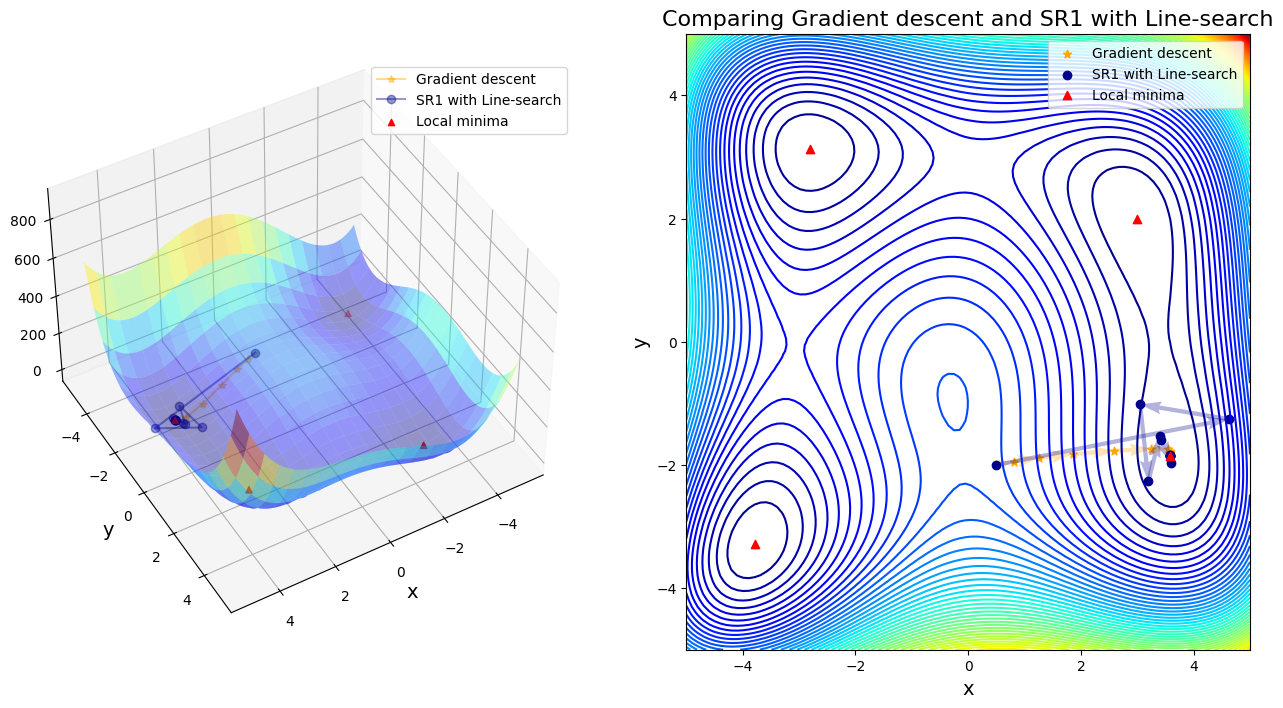 Gradient descent
SR1 with Line-search
Local minima
800
600
400
200
0
−4
−2
0
2
4
y
4
2
0
−2
−4
x
Comparing Gradient descent and SR1 with Line-search
Gradient descent
SR1 with Line-search
Local minima
4
2
0
−2
−4
y
−4
−2
0
2
4
x